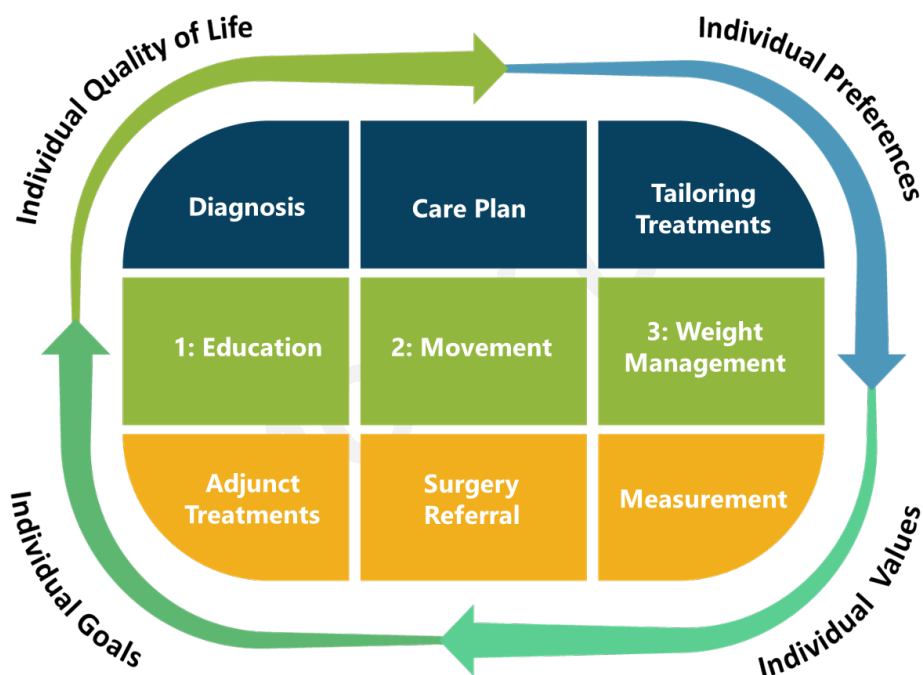 Individual Quality of Life
Individual Preferences
Diagnosis
Care Plan
Tailoring
Treatments
1: Education
2: Movement
3: Weight
Management
Adjunct
Treatments
Surgery
Referral
Measurement
Individual Goals
Individual Values